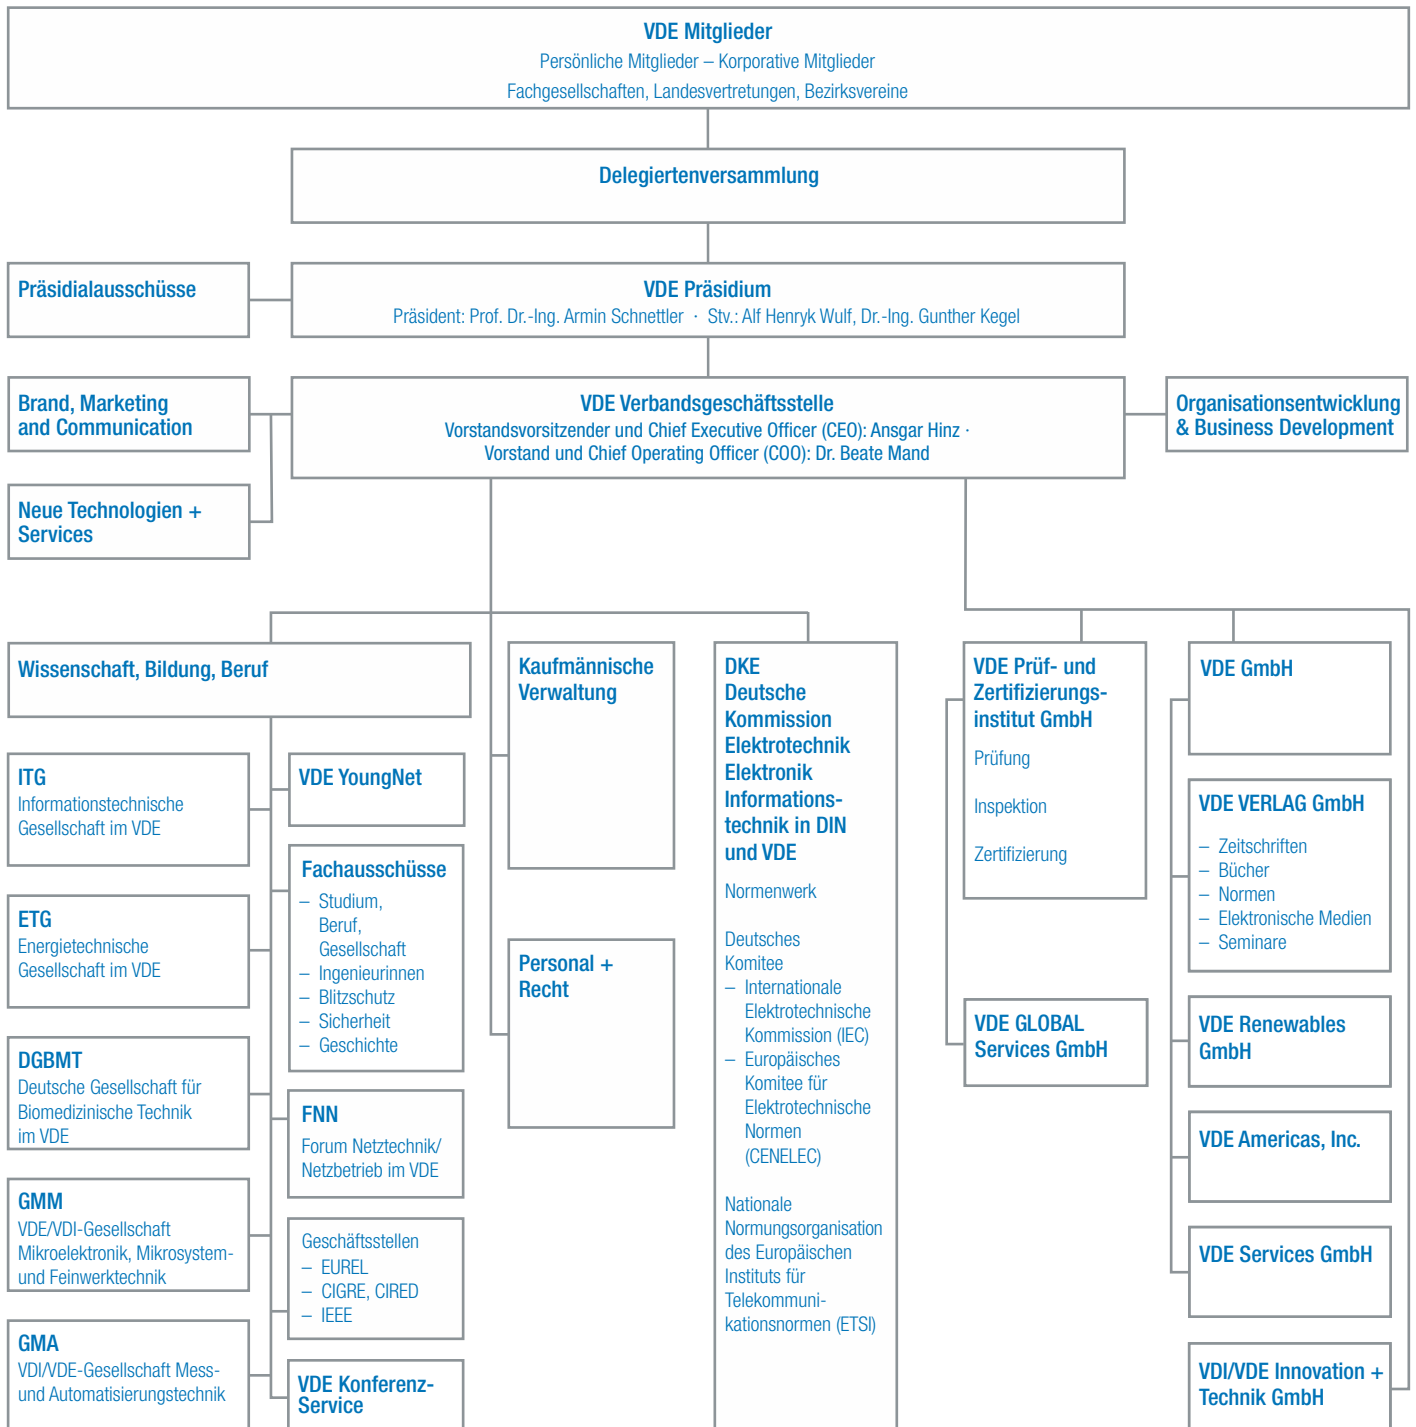 VDE Mitglieder
Persönliche Mitglieder – Korporative Mitglieder
Fachgesellschaften, Landesvertretungen, Bezirksvereine
Delegiertenversammlung
Präsidialausschüsse
VDE Präsidium
Präsident: Prof. Dr.-Ing. Armin Schnettler · Stv.: Alf Henryk Wulf, Dr.-Ing. Gunther Kegel
Brand, Marketing
and Communication
VDE Verbandsgeschäftsstelle
Vorstandsvorsitzender und Chief Executive Officer (CEO): Ansgar Hinz ·
Vorstand und Chief Operating Officer (COO): Dr. Beate Mand
Organisationsentwicklung
& Business Development
Neue Technologien +
Services
Wissenschaft, Bildung, Beruf
ITG
Informationstechnische
Gesellschaft im VDE
ETG
Energietechnische
Gesellschaft im VDE
DGBMT
Deutsche Gesellschaft für
Biomedizinische Technik
im VDE
GMM
VDE/VDI-Gesellschaft
Mikroelektronik, Mikrosystem-
und Feinwerktechnik
GMA
VDI/VDE-Gesellschaft Mess-
und Automatisierungstechnik
VDE YoungNet
Fachausschüsse
– Studium,
Beruf,
Gesellschaft
– Ingenieurinnen
– Blitzschutz
– Sicherheit
– Geschichte
FNN
Forum Netztechnik/
Netzbetrieb im VDE
Geschäftsstellen
– EUREL
– CIGRE, CIRED
– IEEE
VDE Konferenz-
Service
Kaufmännische
Verwaltung
Personal +
Recht
DKE
Deutsche
Kommission
Elektrotechnik
Elektronik
Informations-
technik in DIN
und VDE
Normenwerk
Deutsches
Komitee
– Internationale
Elektrotechnische
Kommission (IEC)
– Europäisches
Komitee für
Elektrotechnische
Normen
(CENELEC)
Nationale
Normungsorganisation
des Europäischen
Instituts für
Telekommuni-
kationsnormen (ETSI)
VDE Prüf- und
Zertifizierungs-
institut GmbH
Prüfung
Inspektion
Zertifizierung
VDE GLOBAL
Services GmbH
VDE GmbH
VDE VERLAG GmbH
– Zeitschriften
– Bücher
– Normen
– Elektronische Medien
– Seminare
VDE Renewables
GmbH
VDE Americas, Inc.
VDE Services GmbH
VDI/VDE Innovation +
Technik GmbH